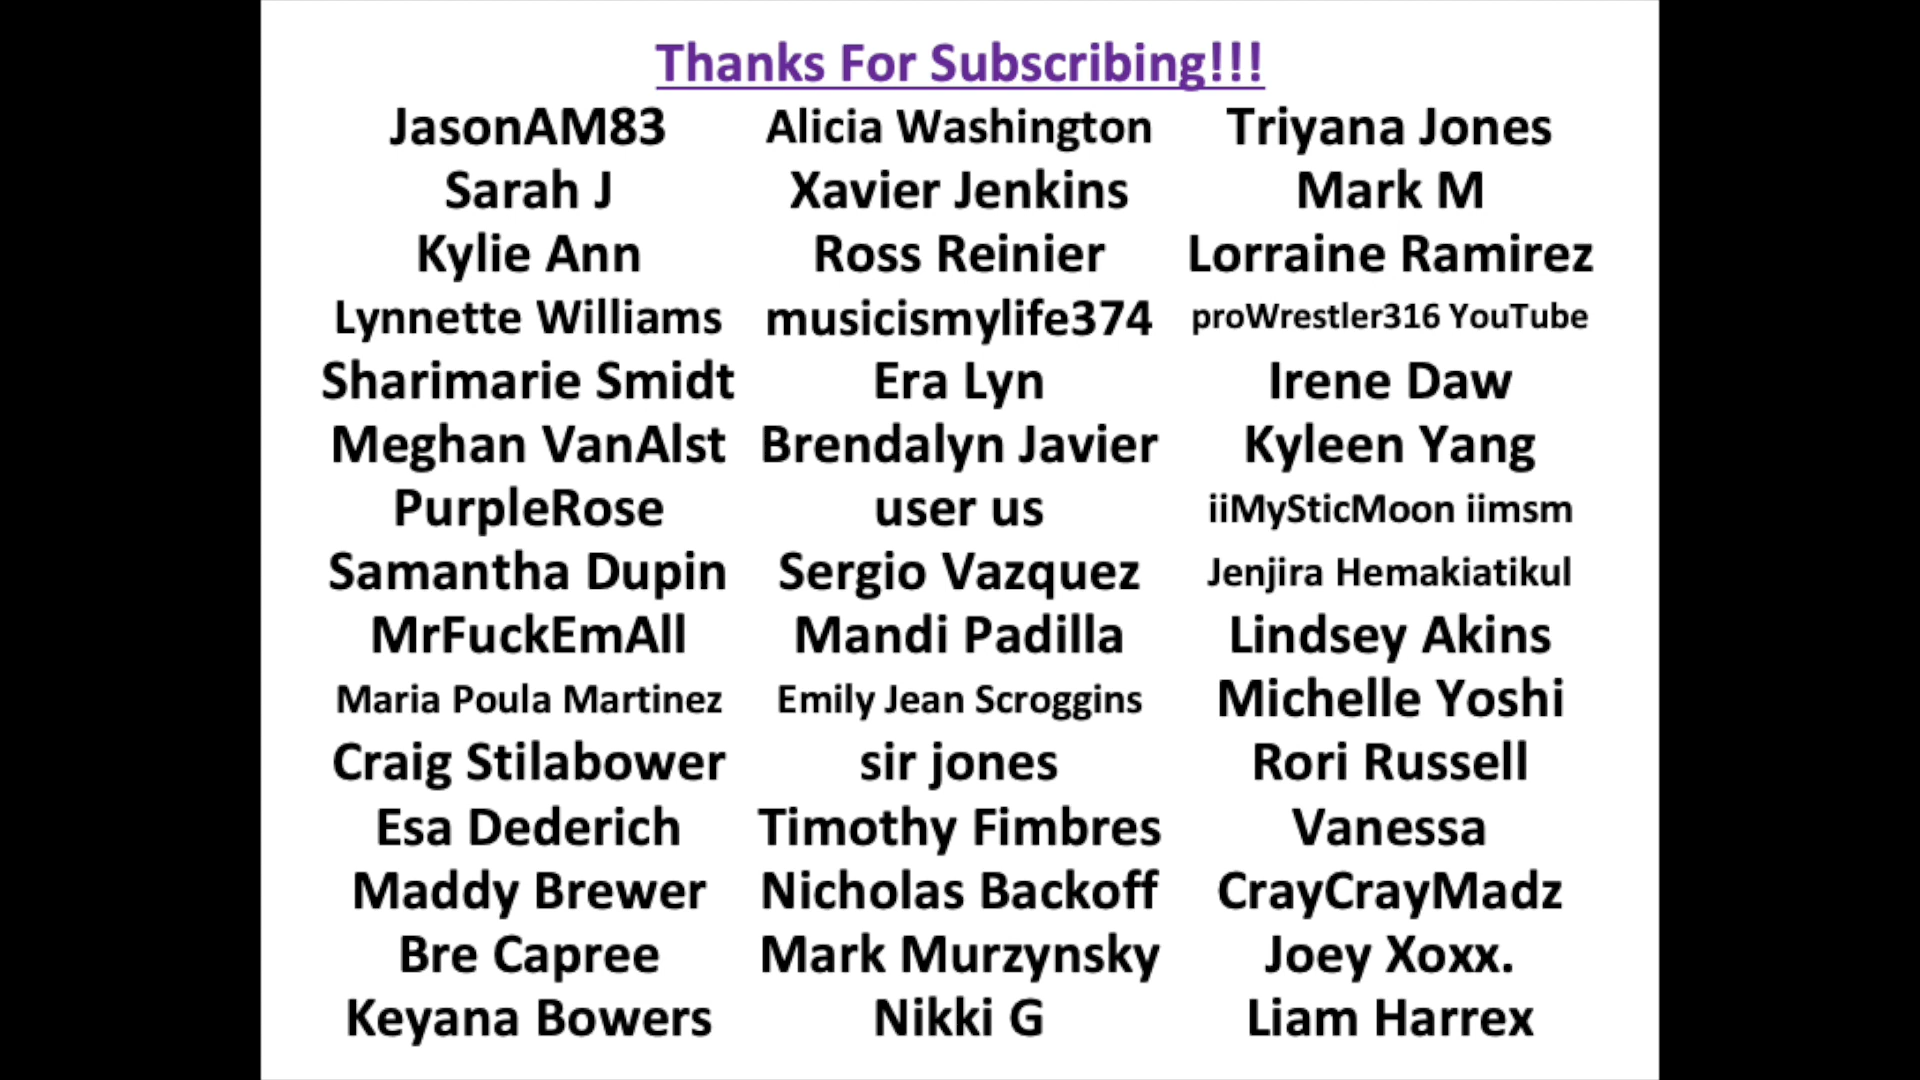 Thanks For Subscribing!!!
JasonAM83 Alicia Washington Triyana Jones
Sarah J Xavier Jenkins Mark M
Kylie Ann Ross Reinier Lorraine Ramirez
Lynnette Williams musicismylife374 proWrestler316 YouTube
Sharimarie Smidt Era Lyn Irene Daw
Meghan VanAlst Brendalyn Javier Kyleen Yang
PurpleRose user us iiMySticMoon iimsm
Samantha Dupin Sergio Vazquez Jenjira Hemakiatikul
MrFuckEmAll Mandi Padilla Lindsey Akins
Maria Poula Martinez Emily Jean Scroggins Michelle Yoshi
Craig Stilabower sir jones Rori Russell
Esa Dederich Timothy Fimbres Vanessa
Maddy Brewer Nicholas Backoff CrayCrayMadz
Bre Capree Mark Murzynsky Joey Xoxx.
Keyana Bowers Nikki G Liam Harrex